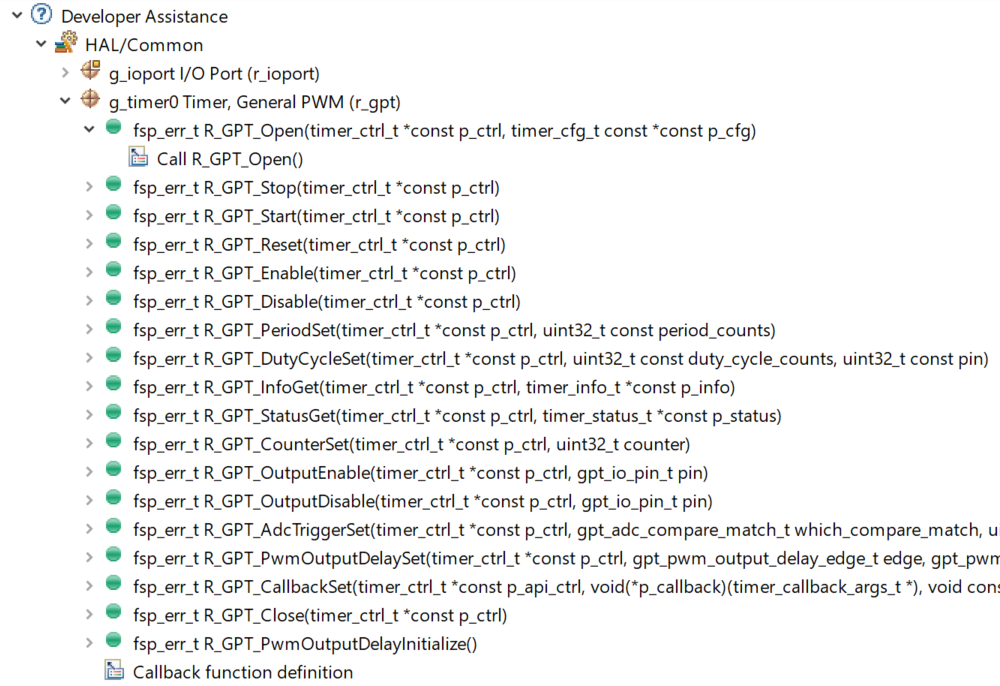 Developer Assistance
HAL/Common
g_ioport I/O Port (r_ioport)
g_timer0 Timer, General PWM (r_gpt)
fsp_err_t R_GPT_Open(timer_ctrl_t *const p_ctrl, timer_cfg_t const *const p_cfg)
Call R_GPT_Open()
fsp_err_t R_GPT_Stop(timer_ctrl_t *const p_ctrl)
fsp_err_t R_GPT_Start(timer_ctrl_t *const p_ctrl)
fsp_err_t R_GPT_Reset(timer_ctrl_t *const p_ctrl)
fsp_err_t R_GPT_Enable(timer_ctrl_t *const p_ctrl)
fsp_err_t R_GPT_Disable(timer_ctrl_t *const p_ctrl)
fsp_err_t R_GPT_PeriodSet(timer_ctrl_t *const p_ctrl, uint32_t const period_counts)
fsp_err_t R_GPT_DutyCycleSet(timer_ctrl_t *const p_ctrl, uint32_t const duty_cycle_counts, uint32_t const pin)
fsp_err_t R_GPT_InfoGet(timer_ctrl_t *const p_ctrl, timer_info_t *const p_info)
fsp_err_t R_GPT_StatusGet(timer_ctrl_t *const p_ctrl, timer_status_t *const p_status)
fsp_err_t R_GPT_CounterSet(timer_ctrl_t *const p_ctrl, uint32_t counter)
fsp_err_t R_GPT_OutputEnable(timer_ctrl_t *const p_ctrl, gpt_io_pin_t pin)
fsp_err_t R_GPT_OutputDisable(timer_ctrl_t *const p_ctrl, gpt_io_pin_t pin)
fsp_err_t R_GPT_AdcTriggerSet(timer_ctrl_t *const p_ctrl, gpt_adc_compare_match_t which_compare_match, u
fsp_err_t R_GPT_PwmOutputDelaySet(timer_ctrl_t *const p_ctrl, gpt_pwm_output_delay_edge_t edge, gpt_pwm
fsp_err_t R_GPT_CallbackSet(timer_ctrl_t *const p_api_ctrl, void(*p_callback)(timer_callback_args_t *), void cons
fsp_err_t R_GPT_Close(timer_ctrl_t *const p_ctrl)
fsp_err_t R_GPT_PwmOutputDelayInitialize()
Callback function definition